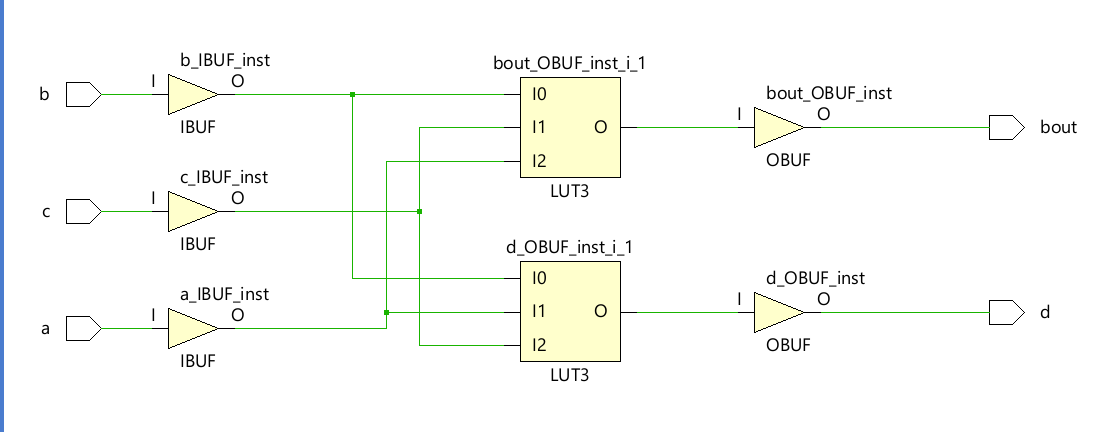 b
I
b_IBUF_inst
O
IBUF
c
I
c_IBUF_inst
O
IBUF
a
I
a_IBUF_inst
O
IBUF
bout_OBUF_inst_i_1
I0
I1
I2
O
LUT3
d_OBUF_inst_i_1
I0
I1
I2
O
LUT3
bout_OBUF_inst
I
O
OBUF
bout
d_OBUF_inst
I
O
OBUF
d